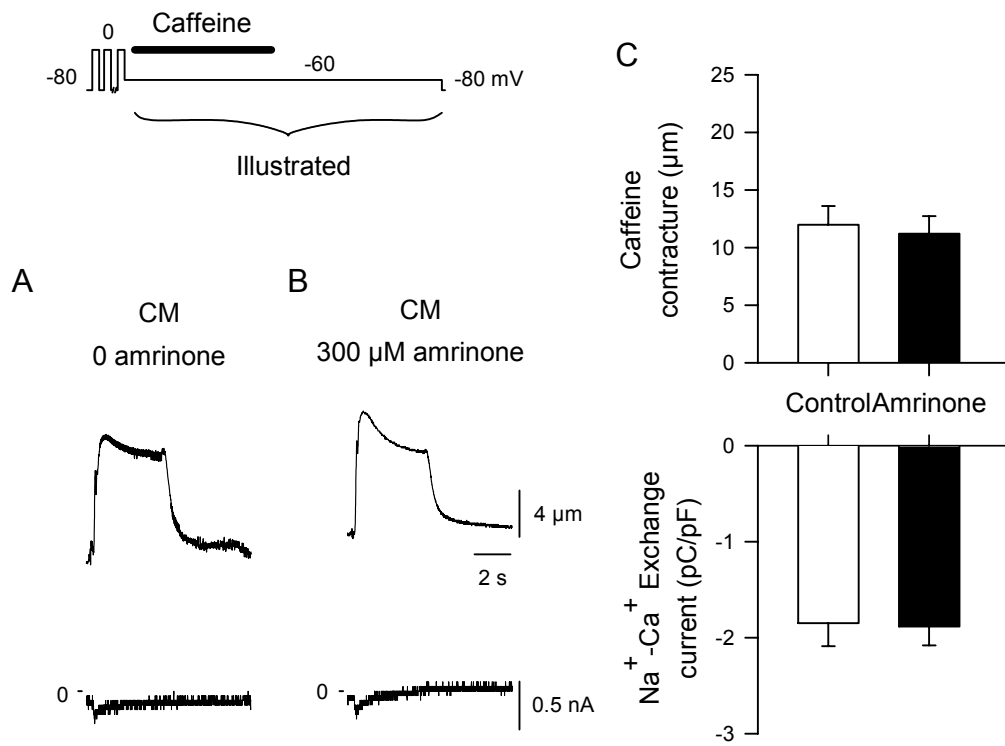 0
Caffeine
-80
-60
-80 mV
Illustrated
A
CM
0 amrinone
B
CM
300 µM amrinone
4 µm
2 s
0
0
0.5 nA
C
Caffeine
contracture (µm)
25
20
15
10
5
0
Control Amrinone
Na+-Ca+ Exchange
current (pC/pF)
0
-1
-2
-3